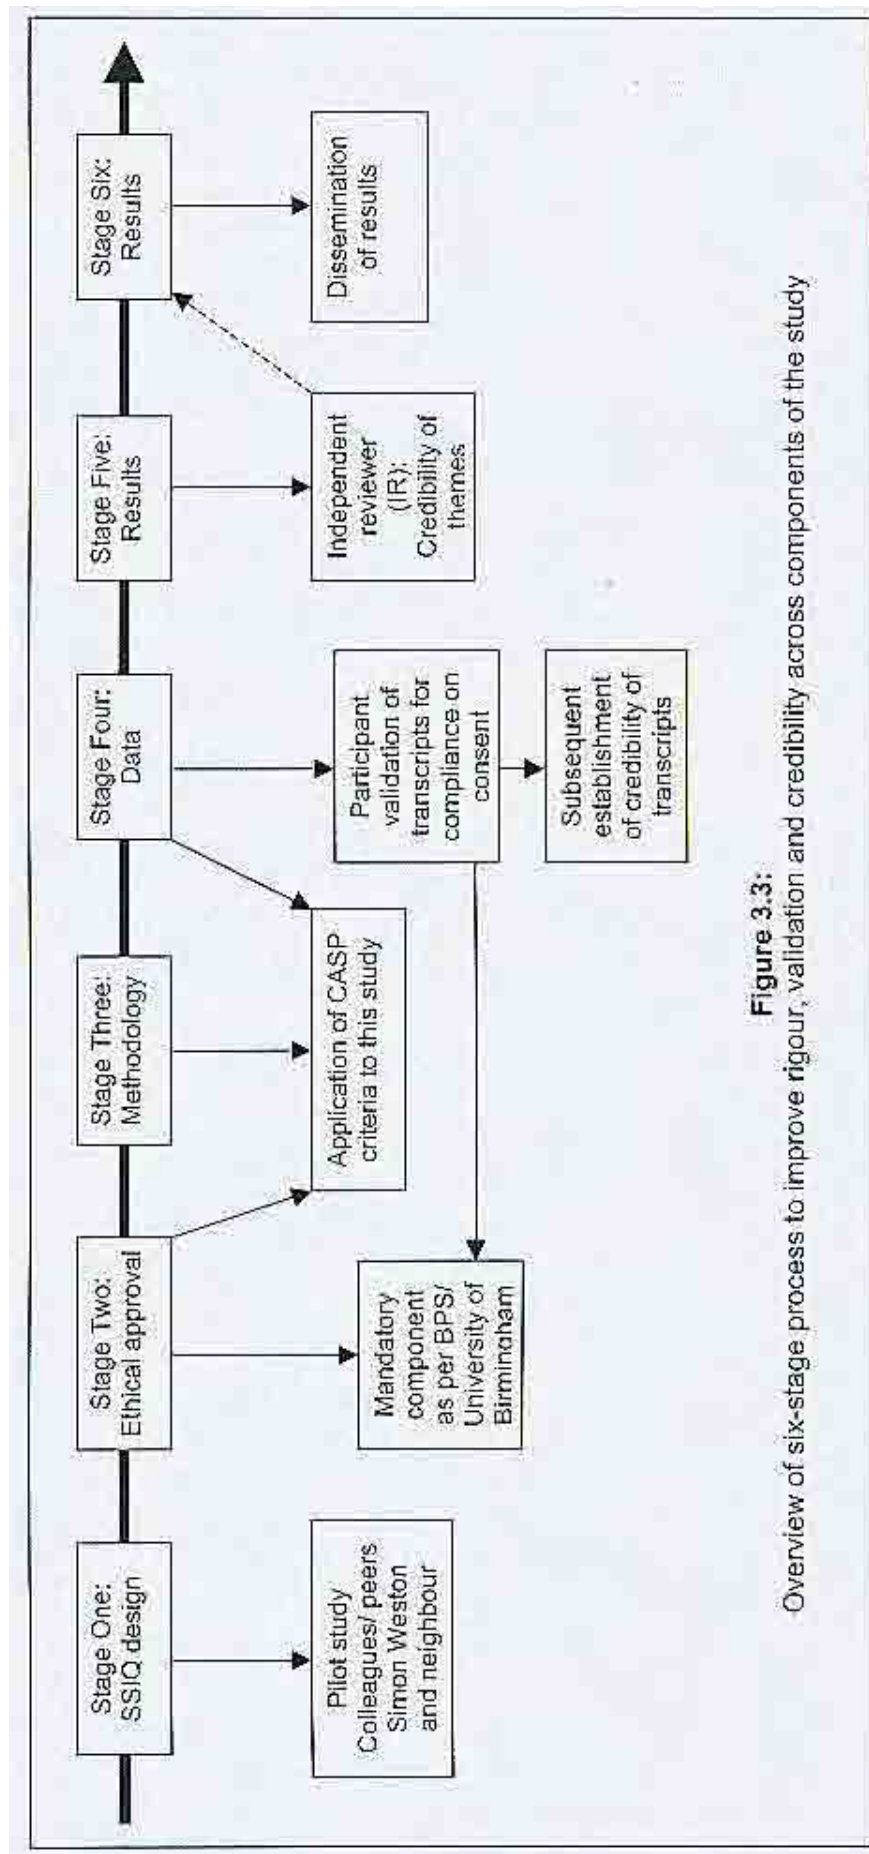 Stage One:
SSIQ design
Stage Two:
Ethical approval
Stage Three:
Methodology
Stage Four:
Data
Stage Five:
Results
Stage Six:
Results
Pilot study
Colleagues/ peers
Simon Weston
and neighbour
Mandatory
component
as per BPS/
University of
Birmingham
Application of CASP
criteria to this study
Participant
validation of
transcripts for
compliance on
consent
Subsequent
establishment
of credibility of
transcripts
Independent
reviewer
(IR):
Credibility of
themes
Dissemination
of results
Figure 3.3:
Overview of six-stage process to improve rigour, validation and credibility across components of the study